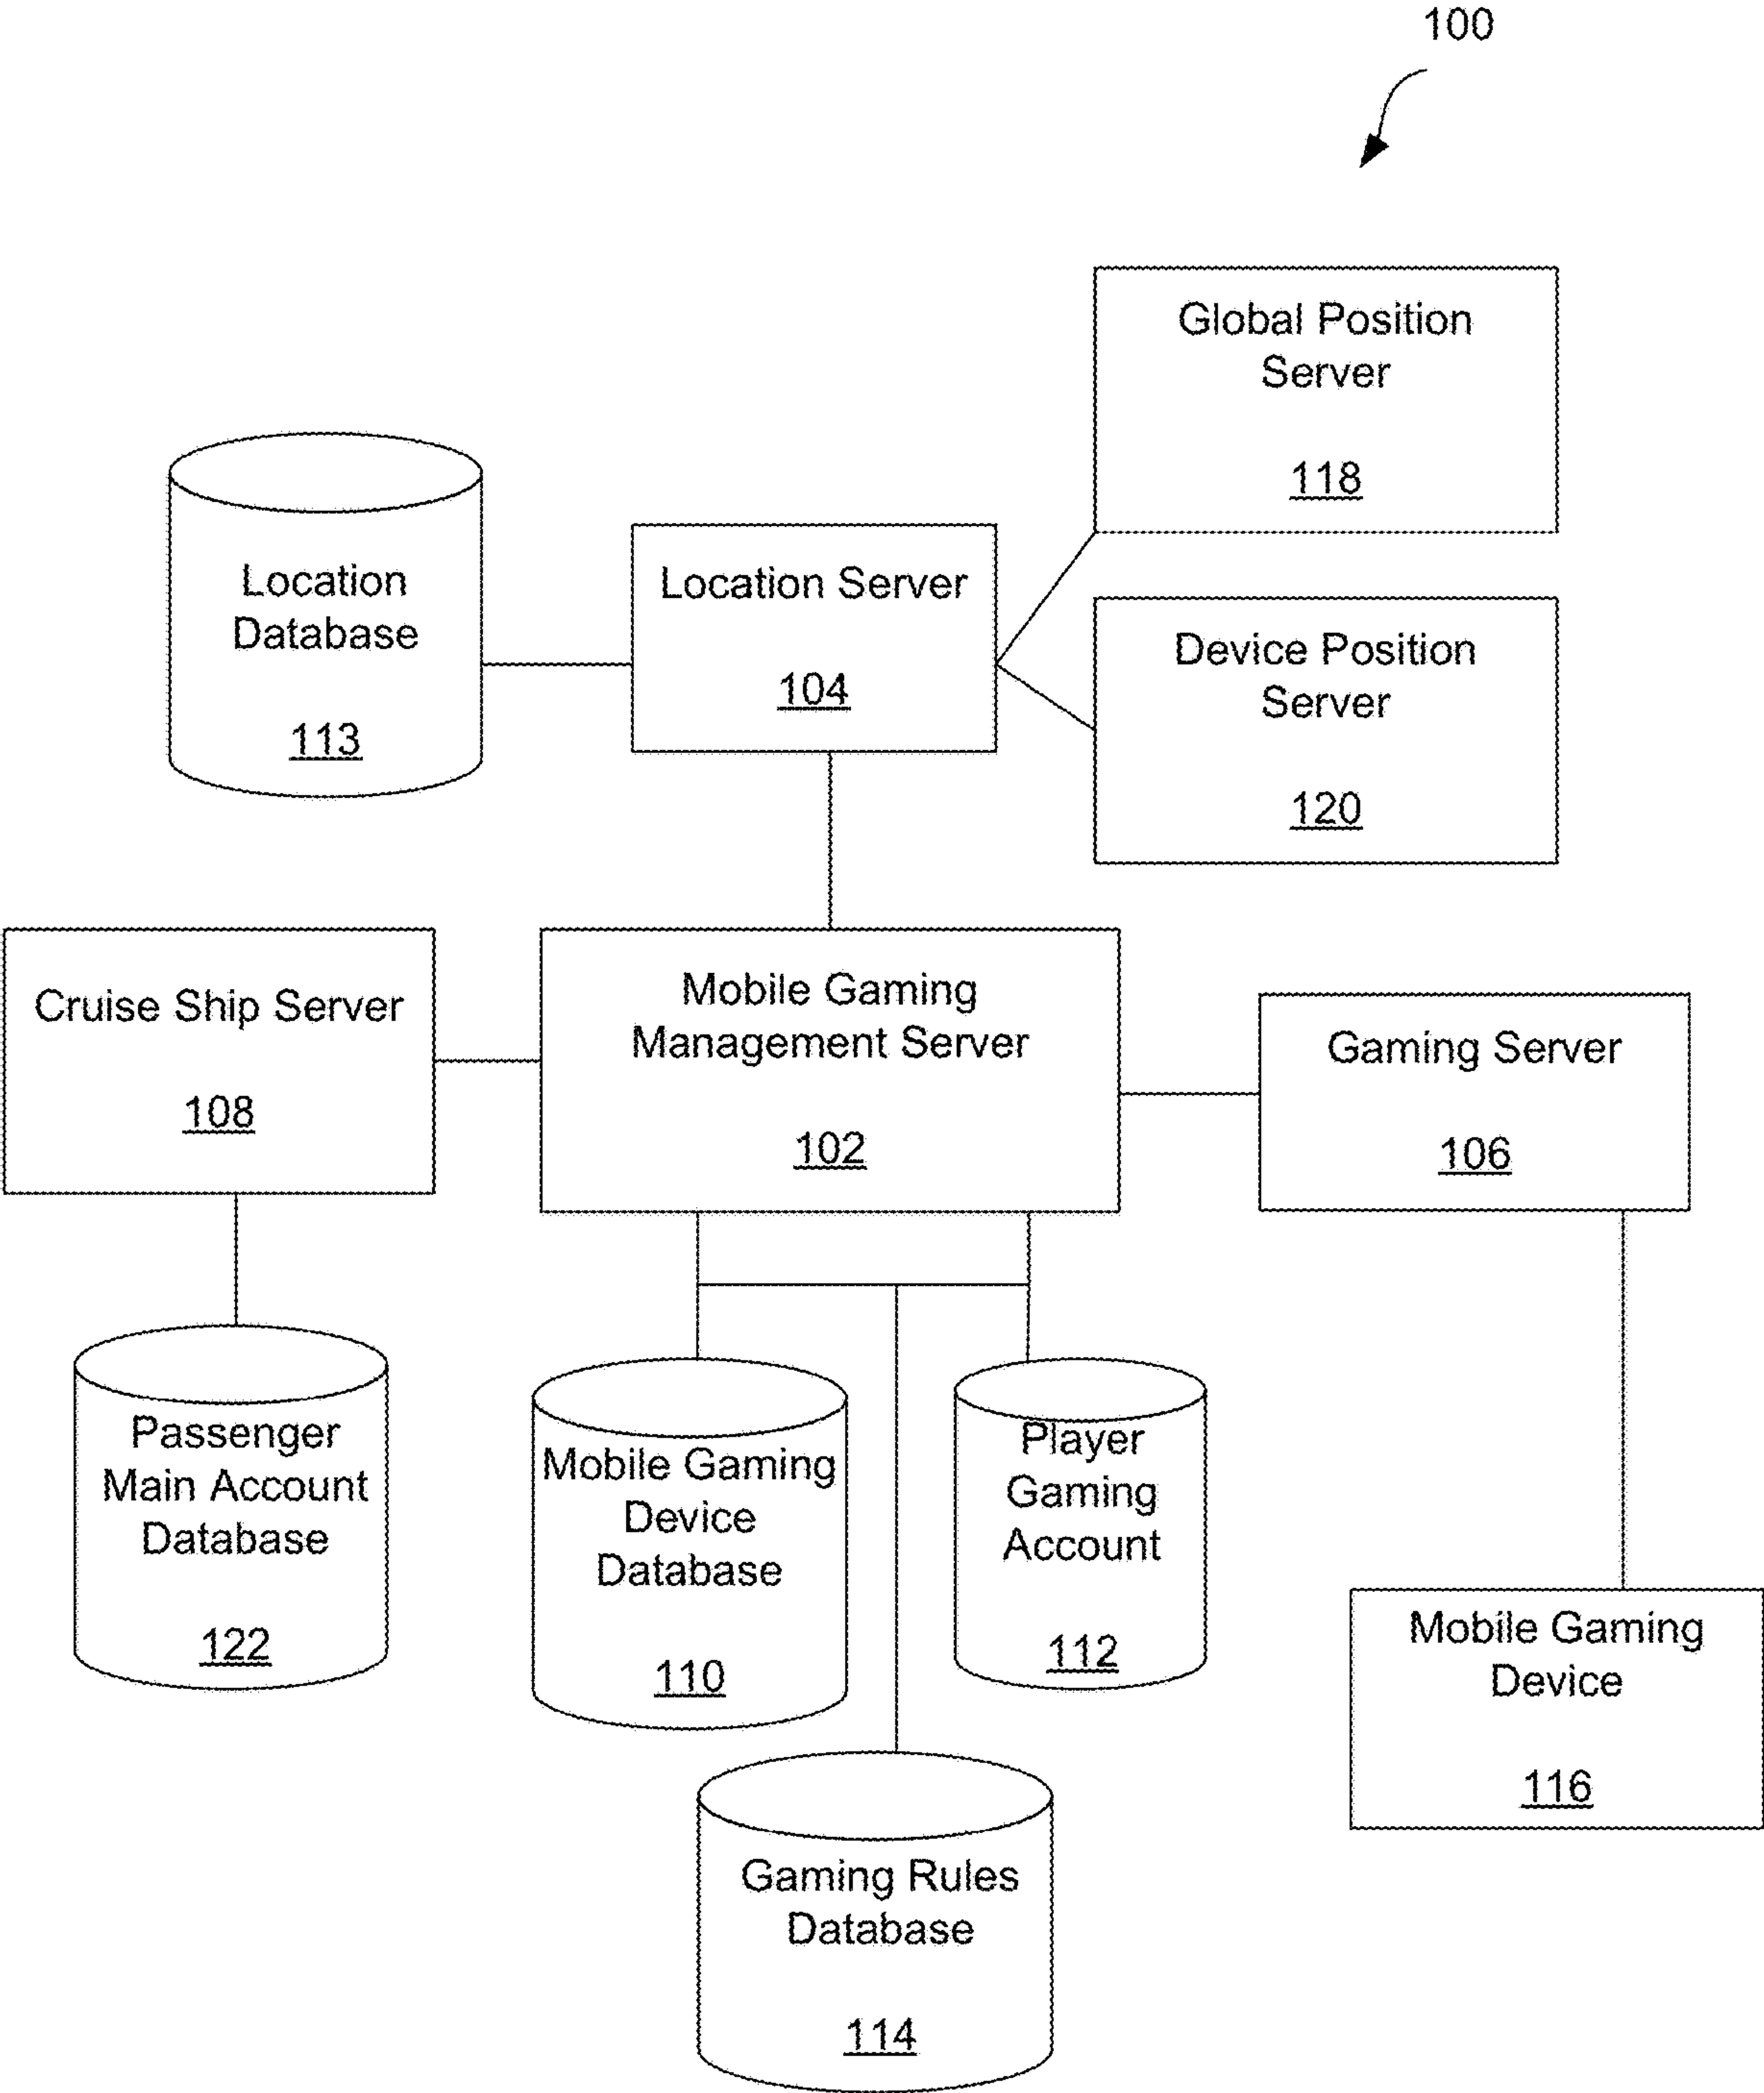 100
Global Position
Server
118
Location
Database
113
Location Server
104
Device Position
Server
120
Cruise Ship Server
108
Mobile Gaming
Management Server
102
Gaming Server
106
Passenger
Main Account
Database
122
Mobile Gaming
Device
Database
110
Player
Gaming
Account
112
Mobile Gaming
Device
116
Gaming Rules
Database
114